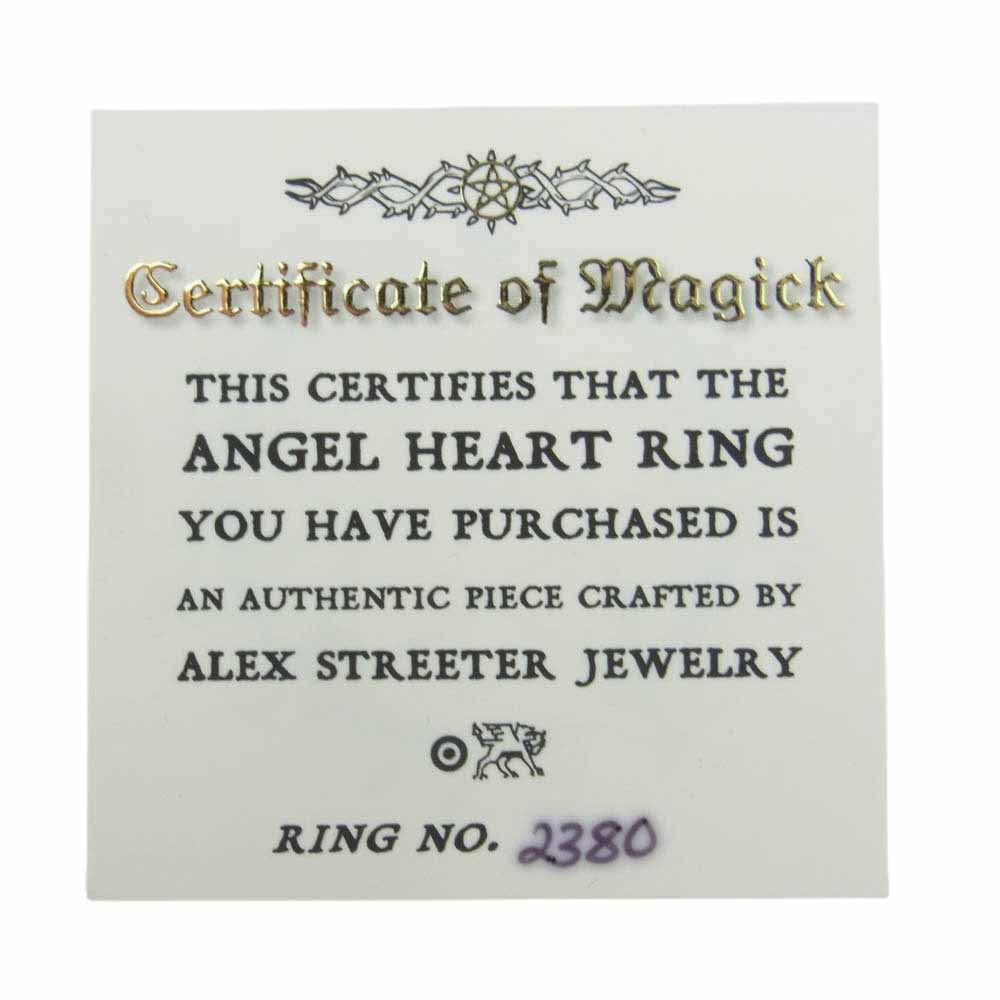 Certificate of Magick
THIS CERTIFIES THAT THE
ANGEL HEART RING
YOU HAVE PURCHASED IS
AN AUTHENTIC PIECE CRAFTED BY
ALEX STREETER JEWELRY
RING NO. 2380